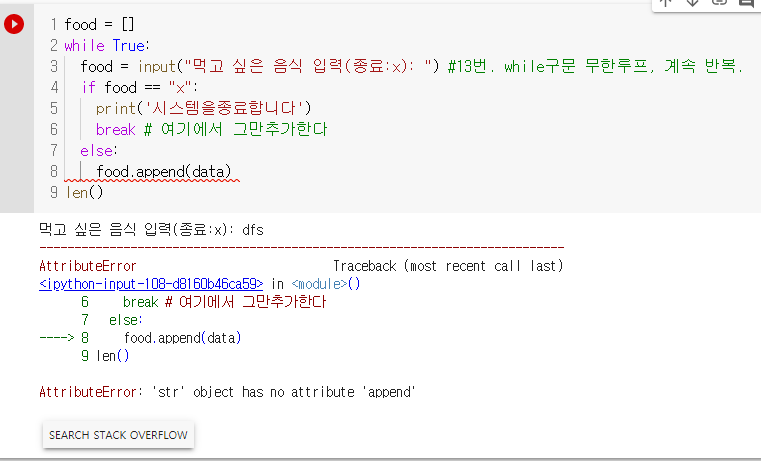 1 food = []
2 while True:
3 food = input("먹고 싶은 음식 입력(종료:x): ") #13번. while구문 무한루프, 계속 반복.
4 if food == "x":
5 print('시스템을종료합니다')
6 break # 여기에서 그만추가한다
7 else:
8 food.append(data)
9 len()
먹고 싶은 음식 입력(종료:x): dfs
---------------------------------------------------------------------------
AttributeError Traceback (most recent call last)
<ipython-input-108-d8160b46ca59> in <module>()
6 break # 여기에서 그만추가한다
7 else:
----> 8 food.append(data)
9 len()
AttributeError: 'str' object has no attribute 'append'
SEARCH STACK OVERFLOW